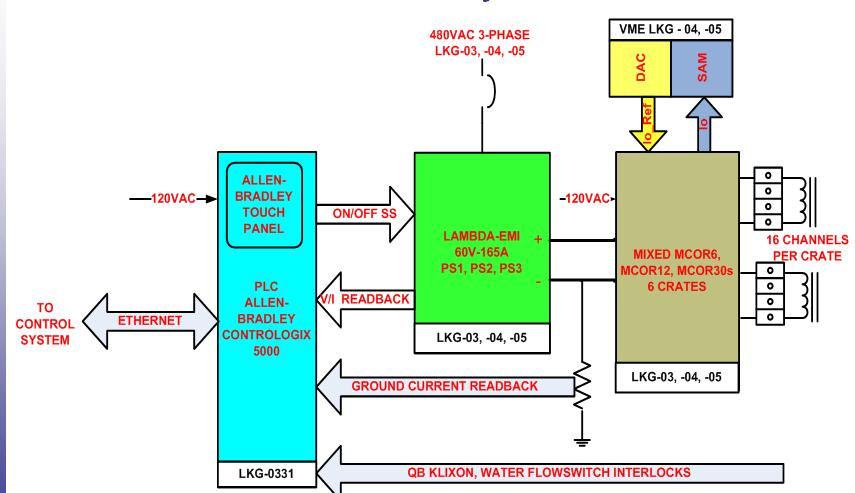 480VAC 3-PHASE
LKG-03, -04, -05
VME LKG - 04, -05
DAC
SAM
Io_Ref
Io
120VAC
ALLEN-
BRADLEY
TOUCH
PANEL
ON/OFF SS
LAMBDA-EMI
60V-165A
PS1, PS2, PS3
+
-
LKG-03, -04, -05
120VAC
MIXED MCOR6,
MCOR12, MCOR30s
6 CRATES
LKG-03, -04, -05
16 CHANNELS
PER CRATE
V/I READBACK
PLC
ALLEN-
BRADLEY
CONTROLOGIX
5000
TO
CONTROL
SYSTEM
ETHERNET
GROUND CURRENT READBACK
LKG-0331
QB KLIXON, WATER FLOWSWITCH INTERLOCKS